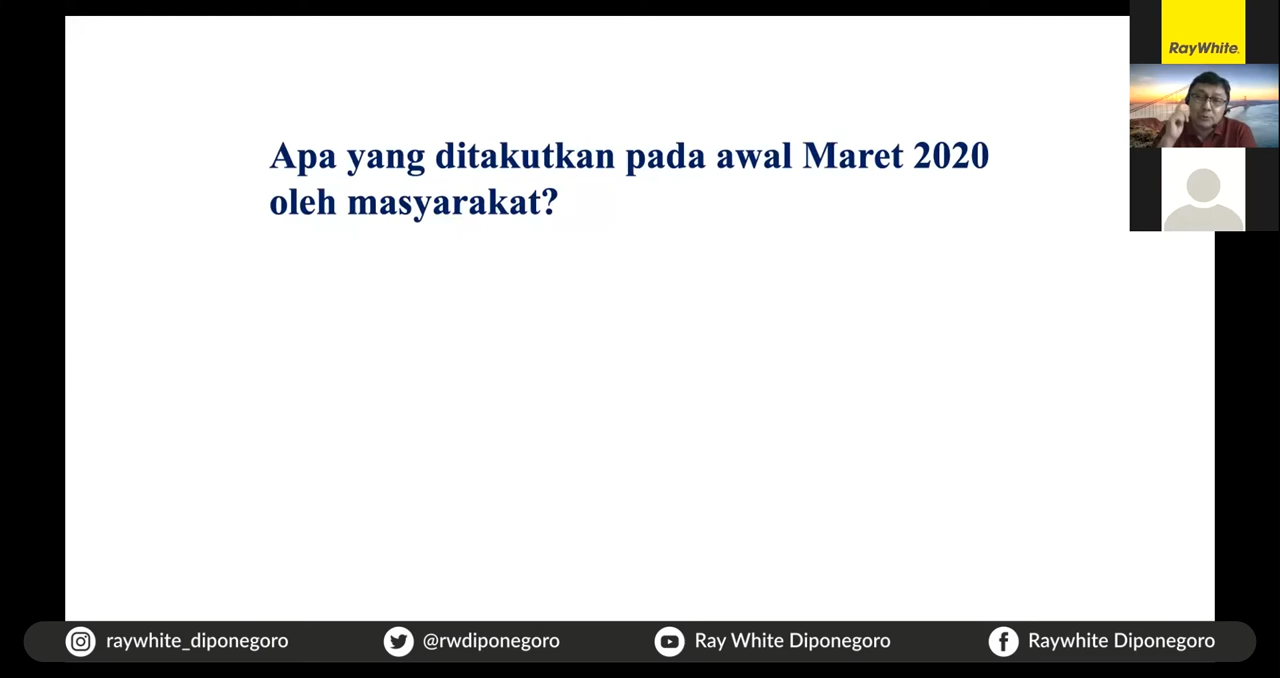 RayWhite.
Apa yang ditakutkan pada awal Maret 2020
oleh masyarakat?
raywhite_diponegoro
@rwdiponegoro
Ray White Diponegoro
Raywhite Diponegoro